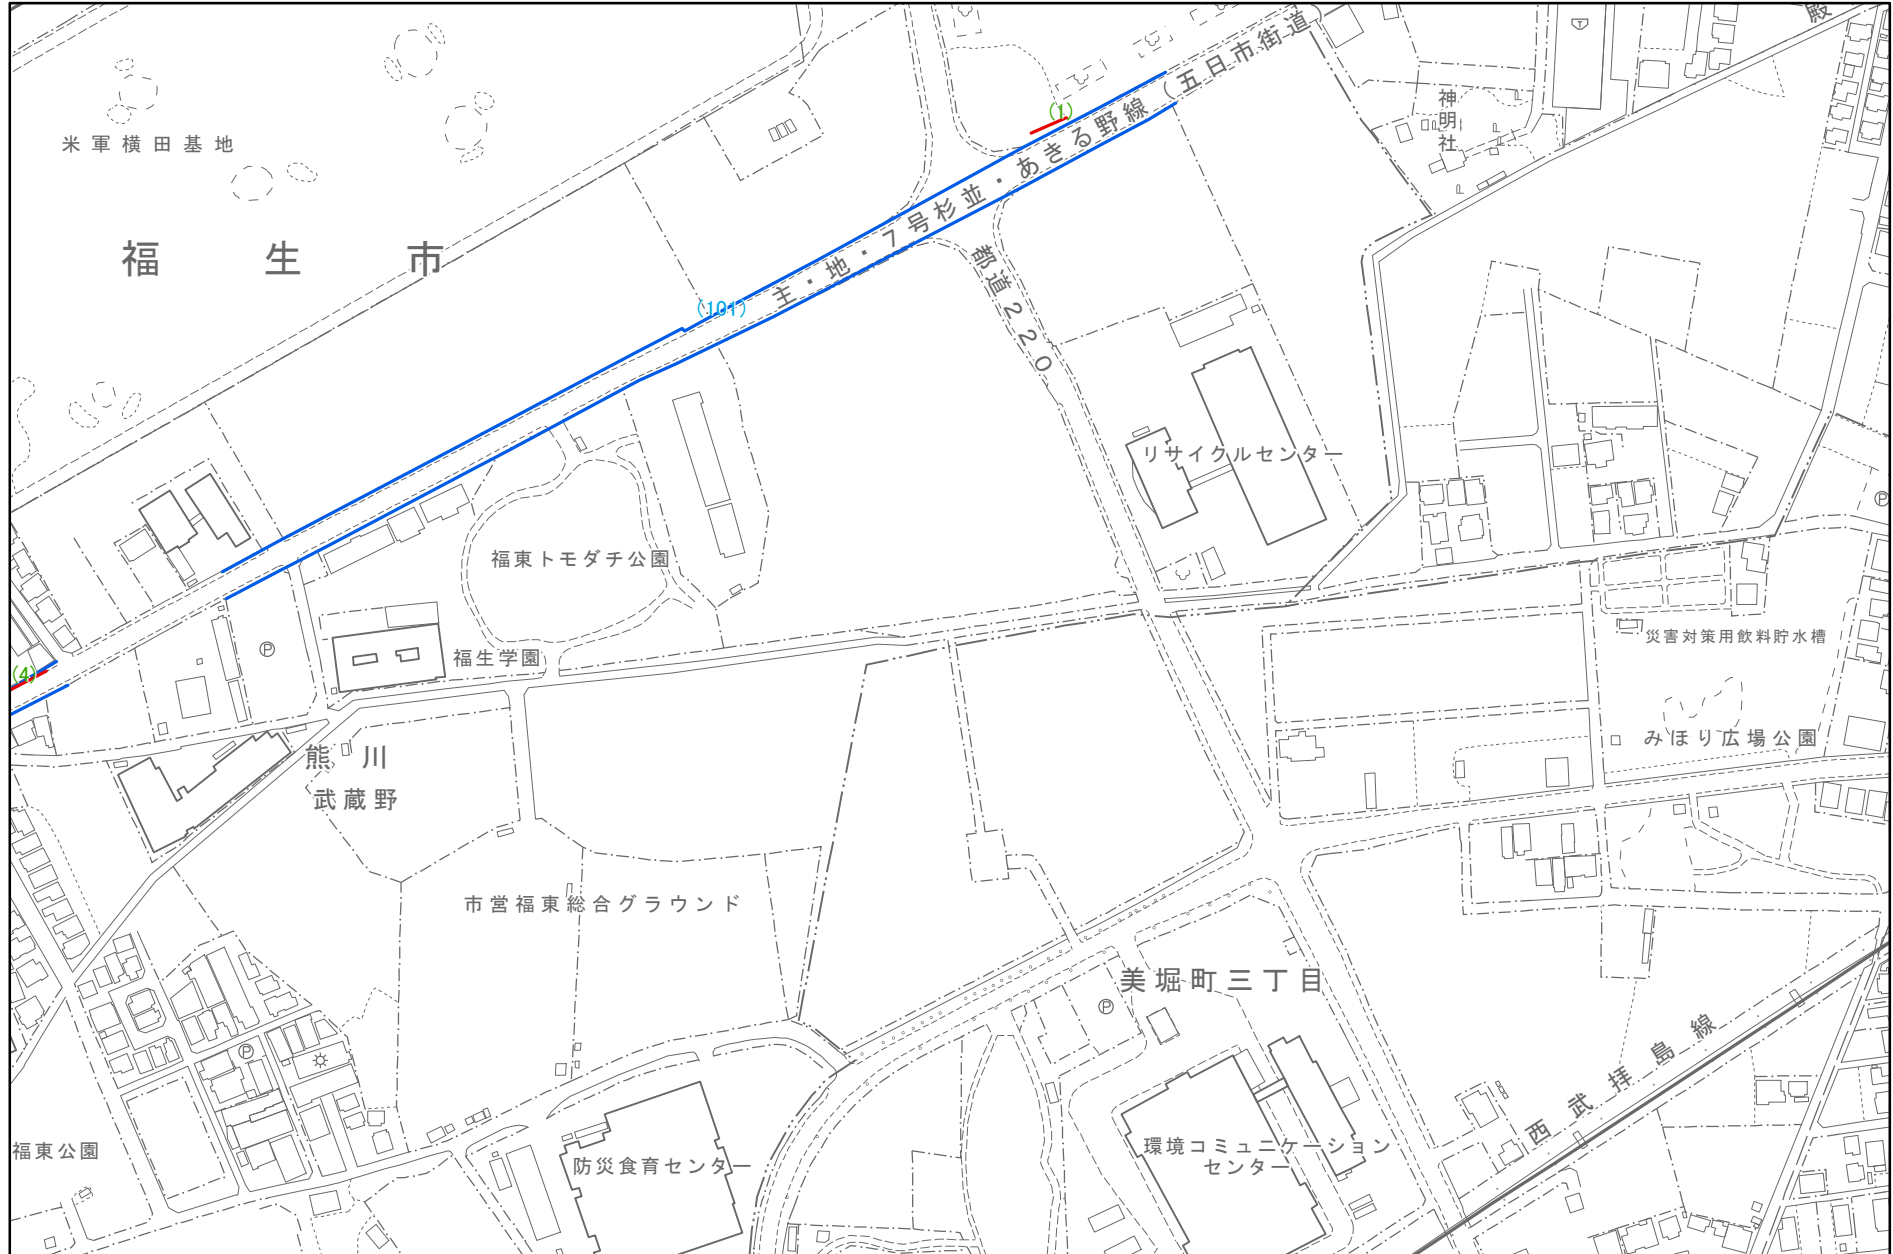 殿
(1)
主・地・７号杉並・あきる野線（五日市街道）
神明社
米軍横田基地
福生市
都道２２０
(101)
リサイクルセンター
Ⓟ
福東トモダチ公園
災害対策用飲料貯水槽
Ⓟ
福生学園
(4)
みほり広場公園
熊川
武蔵野
市営福東総合グラウンド
美堀町三丁目
Ⓟ
西武拝島線
Ⓟ
福東公園
防災食育センター
環境コミュニケーション
センター